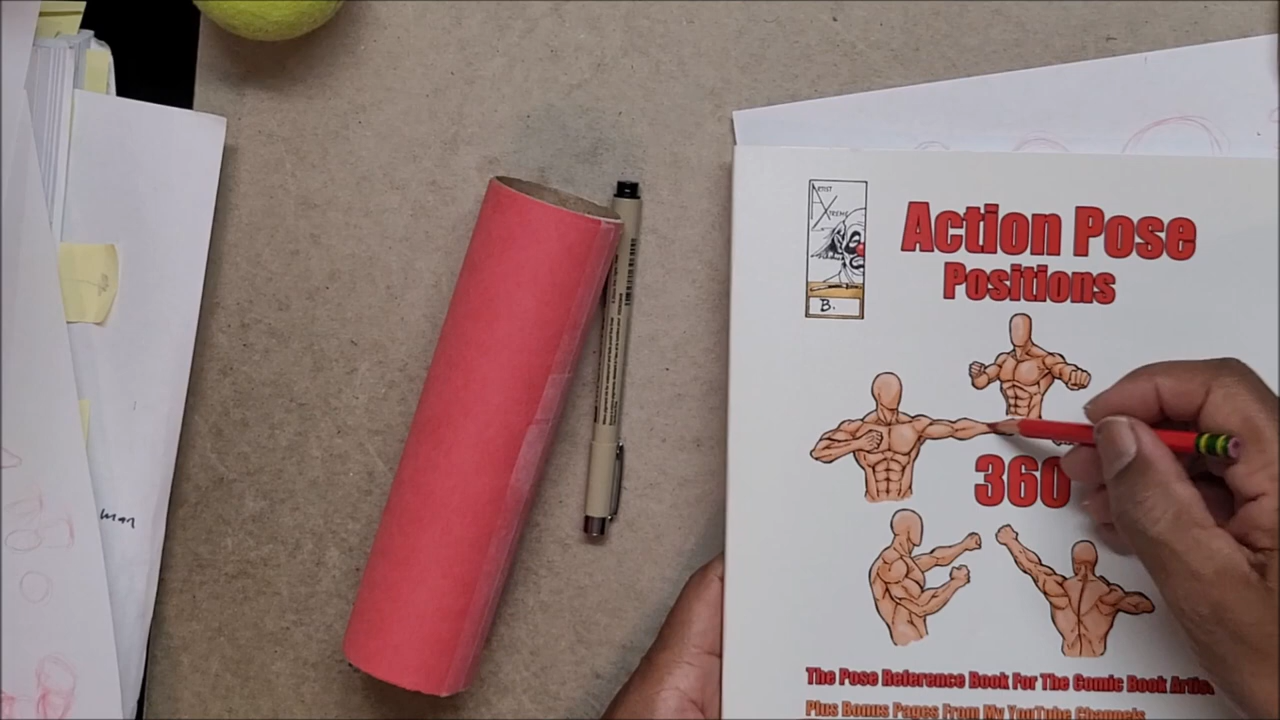 ARTIST
XTREME
B.
Action Pose
Positions
360
The Pose Reference Book For The Comic Book
Plus Bonus Pages From My YouTube Channels
man